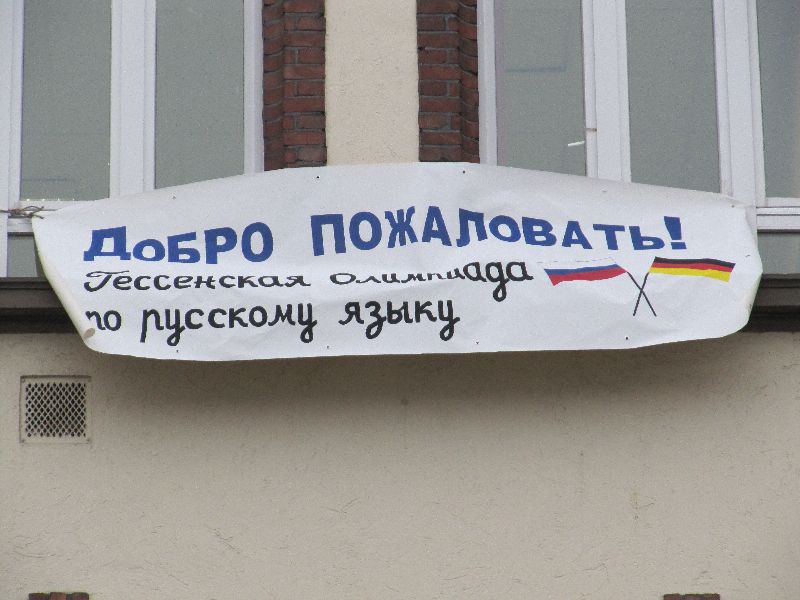 ДОБРО ПОЖАЛОВАТЬ!
Гессенская олимпиада
по русскому языку